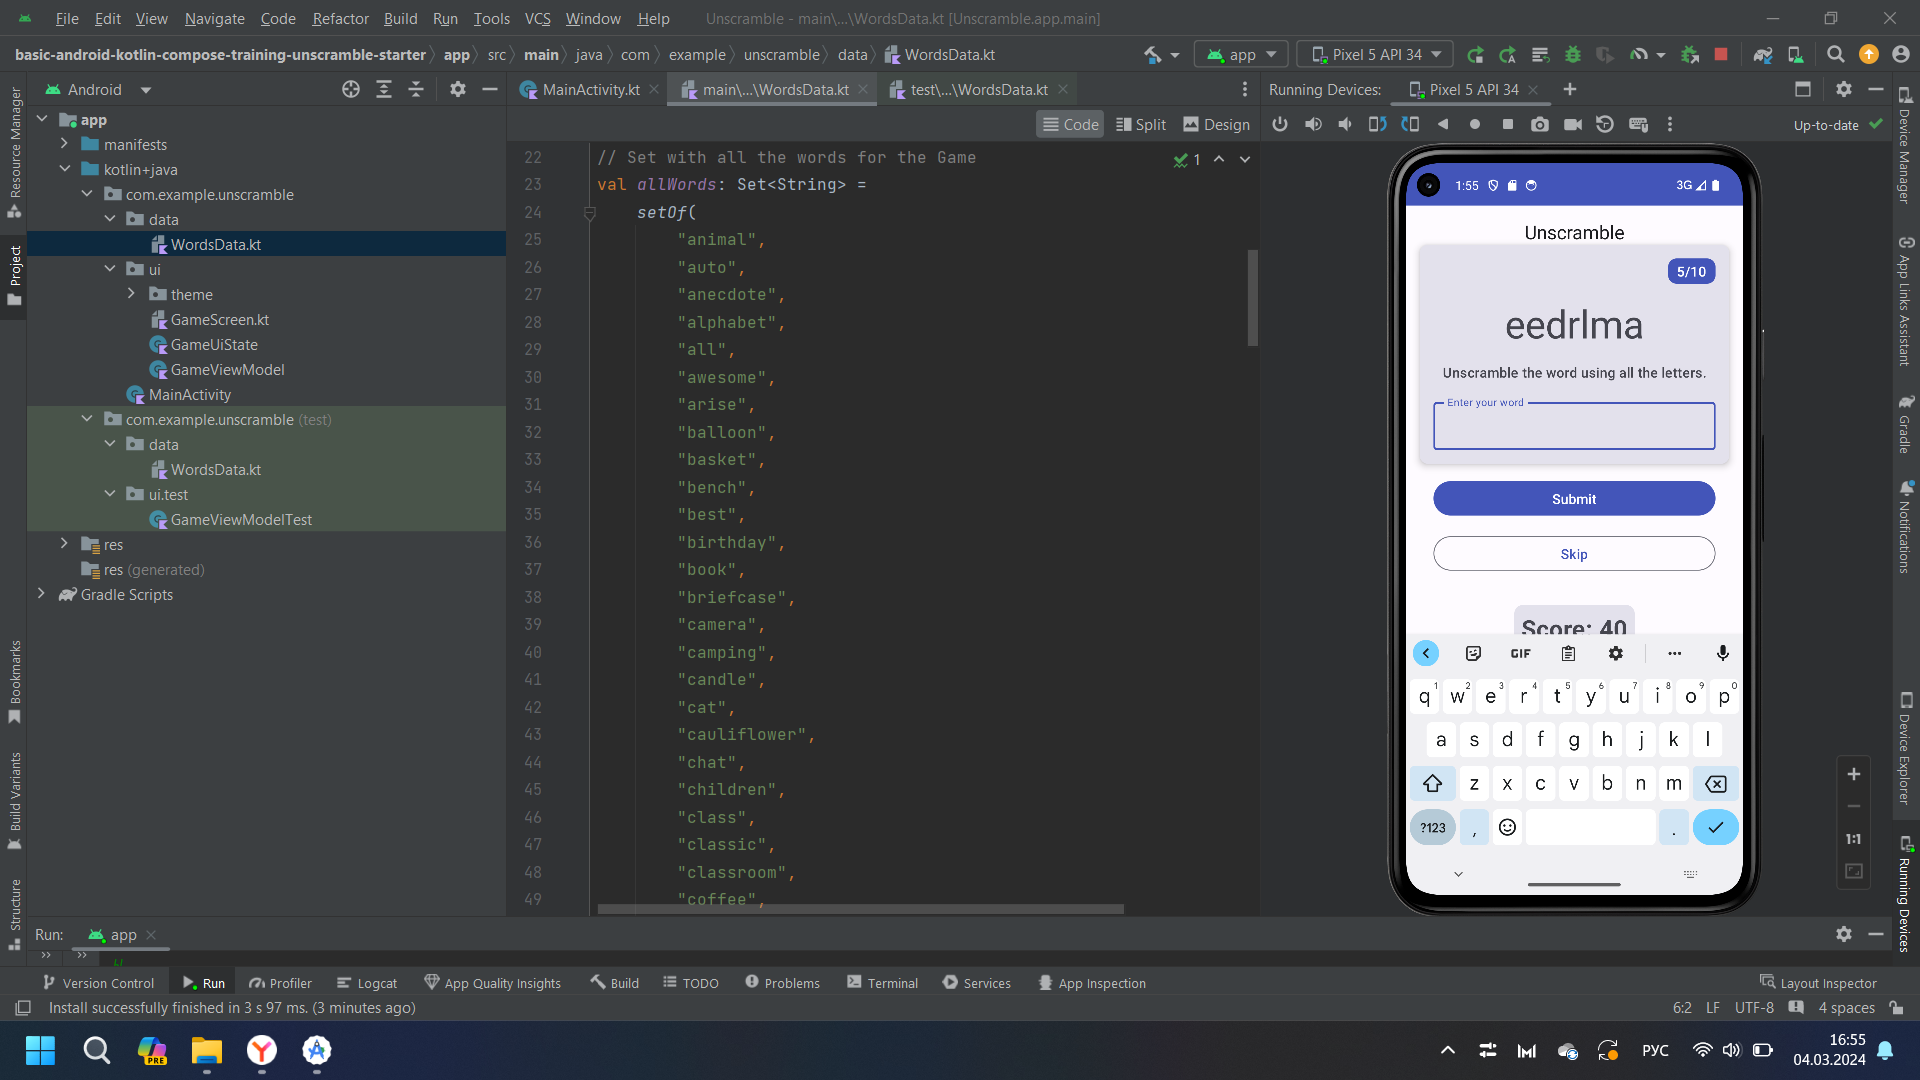 File Edit View Navigate Code Refactor Build Run Tools VCS Window Help Unscramble - main\...\WordsData.kt [Unscramble.app.main]
basic-android-kotlin-compose-training-unscramble-starter app src main java com example unscramble data WordsData.kt app Pixel 5 API 34
Android
MainActivity.kt main\...\WordsData.kt test\...\WordsData.kt
Running Devices: Pixel 5 API 34
Code Split Design
Up-to-date
app
manifests
kotlin+java
com.example.unscramble
data
WordsData.kt
ui
theme
GameScreen.kt
GameUiState
GameViewModel
MainActivity
com.example.unscramble (test)
data
WordsData.kt
ui.test
GameViewModelTest
res
res (generated)
Gradle Scripts
1
22 // Set with all the words for the Game
23 val allWords: Set<String> =
24 setOf(
25 "animal",
26 "auto",
27 "anecdote",
28 "alphabet",
29 "all",
30 "awesome",
31 "arise",
32 "balloon",
33 "basket",
34 "bench",
35 "best",
36 "birthday",
37 "book",
38 "briefcase",
39 "camera",
40 "camping",
41 "candle",
42 "cat",
43 "cauliflower",
44 "chat",
45 "children",
46 "class",
47 "classic",
48 "classroom",
49 "coffee",
1:55 3G
Unscramble
5/10
eedrlma
Unscramble the word using all the letters.
Enter your word
Submit
Skip
Score: 40
GIF
q1 w2 e3 r4 t5 y6 u7 i8 o9 p0
a s d f g h j k l
z x c v b n m
?123 , .
1:1
Resource Manager
Project
Bookmarks
Build Variants
Structure
Device Manager
App Links Assistant
Gradle
Notifications
Device Explorer
Running Devices
Run: app
Version Control Run Profiler Logcat App Quality Insights Build TODO Problems Terminal Services App Inspection Layout Inspector
Install successfully finished in 3 s 97 ms. (3 minutes ago) 6:2 LF UTF-8 4 spaces
PRE
РУС
16:55
04.03.2024